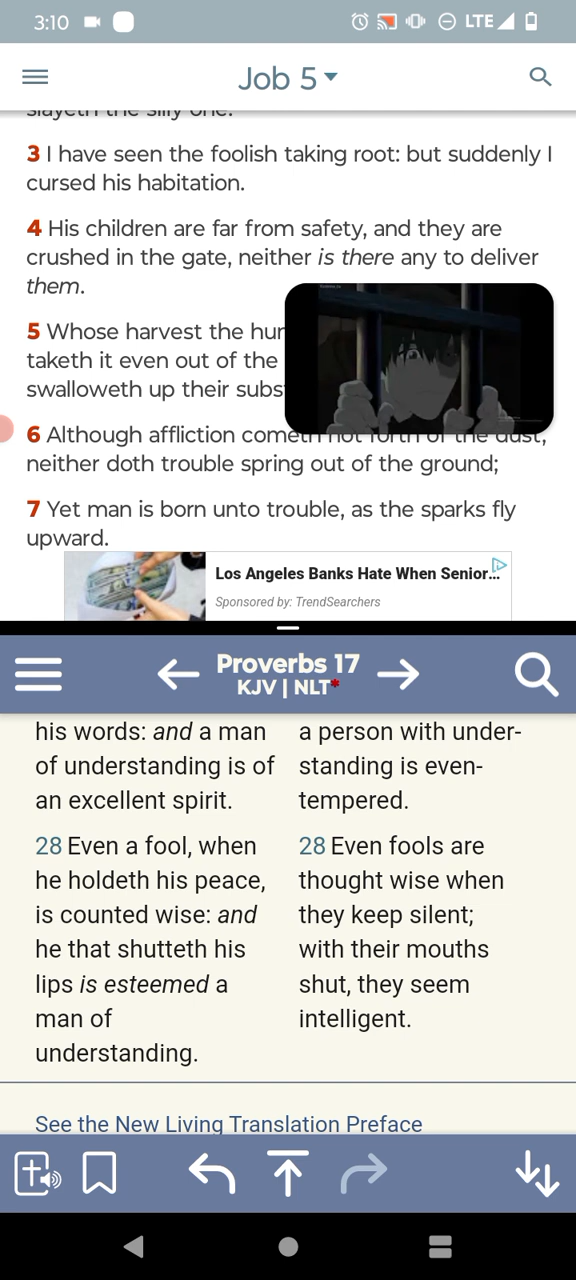 3:10 LTE
Job 5
slayeth the silly one.
3 I have seen the foolish taking root: but suddenly I
cursed his habitation.
4 His children are far from safety, and they are
crushed in the gate, neither is there any to deliver
them.
5 Whose harvest the
taketh it even out of the
swalloweth up their
6 Although affliction cometh not forth of the dust,
neither doth trouble spring out of the ground;
7 Yet man is born unto trouble, as the sparks fly
upward.
Los Angeles Banks Hate When Senior...
Sponsored by: TrendSearchers
Proverbs 17
KJV | NLT*
his words: and a man
of understanding is of
an excellent spirit.
28 Even a fool, when
he holdeth his peace,
is counted wise: and
he that shutteth his
lips is esteemed a
man of
understanding.
a person with under-
standing is even-
tempered.
28 Even fools are
thought wise when
they keep silent;
with their mouths
shut, they seem
intelligent.
See the New Living Translation Preface